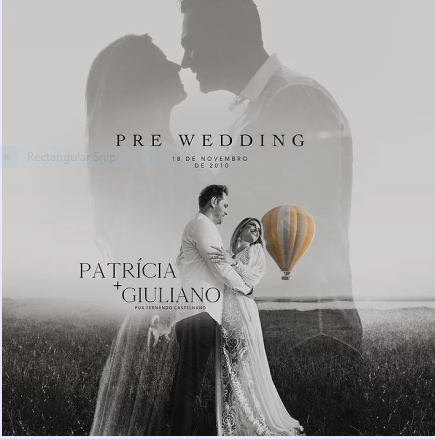 PRE WEDDING
18 DE NOVEMBRO
DE 2010
Rectangular Snip
PATRÍCIA
+
GIULIANO
POR FERNANDO CASTELHANO